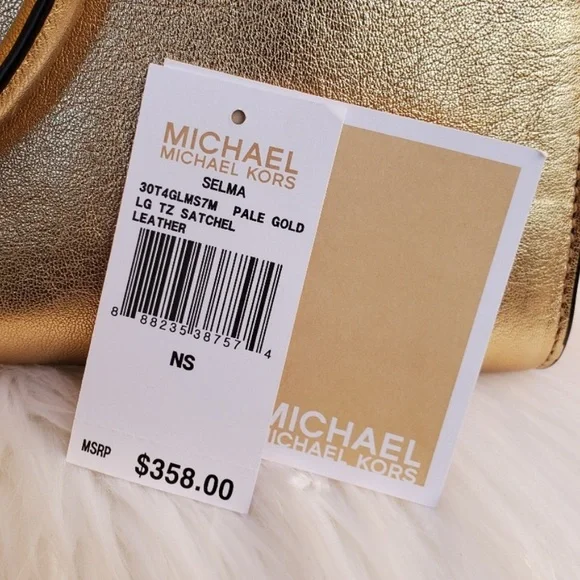 MICHAEL
MICHAEL KORS
SELMA
30T4GLMS7M PALE GOLD
LG TZ SATCHEL
LEATHER
8 88235 38757 4
NS
MSRP $358.00
MICHAEL
MICHAEL KORS